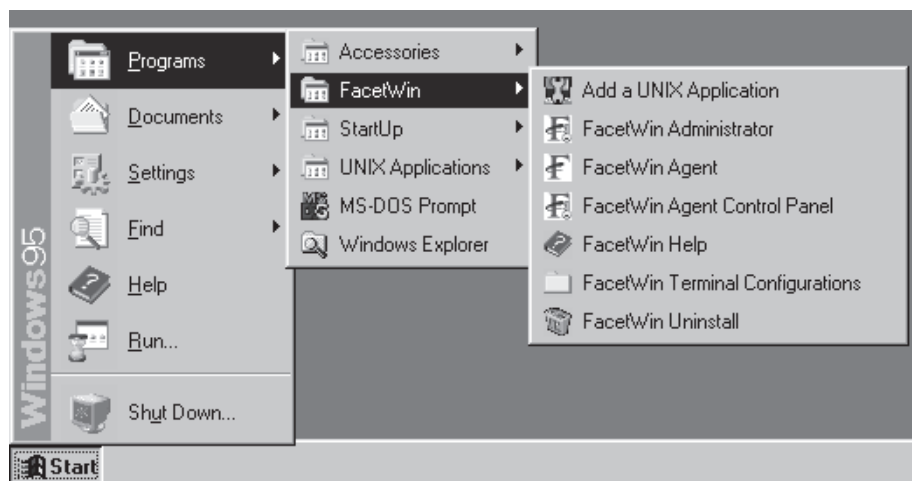 Programs
Documents
Settings
Find
Help
Run...
Shut Down...
Windows95
Start
Accessories
FacetWin
StartUp
UNIX Applications
MS-DOS Prompt
Windows Explorer
Add a UNIX Application
FacetWin Administrator
FacetWin Agent
FacetWin Agent Control Panel
FacetWin Help
FacetWin Terminal Configurations
FacetWin Uninstall